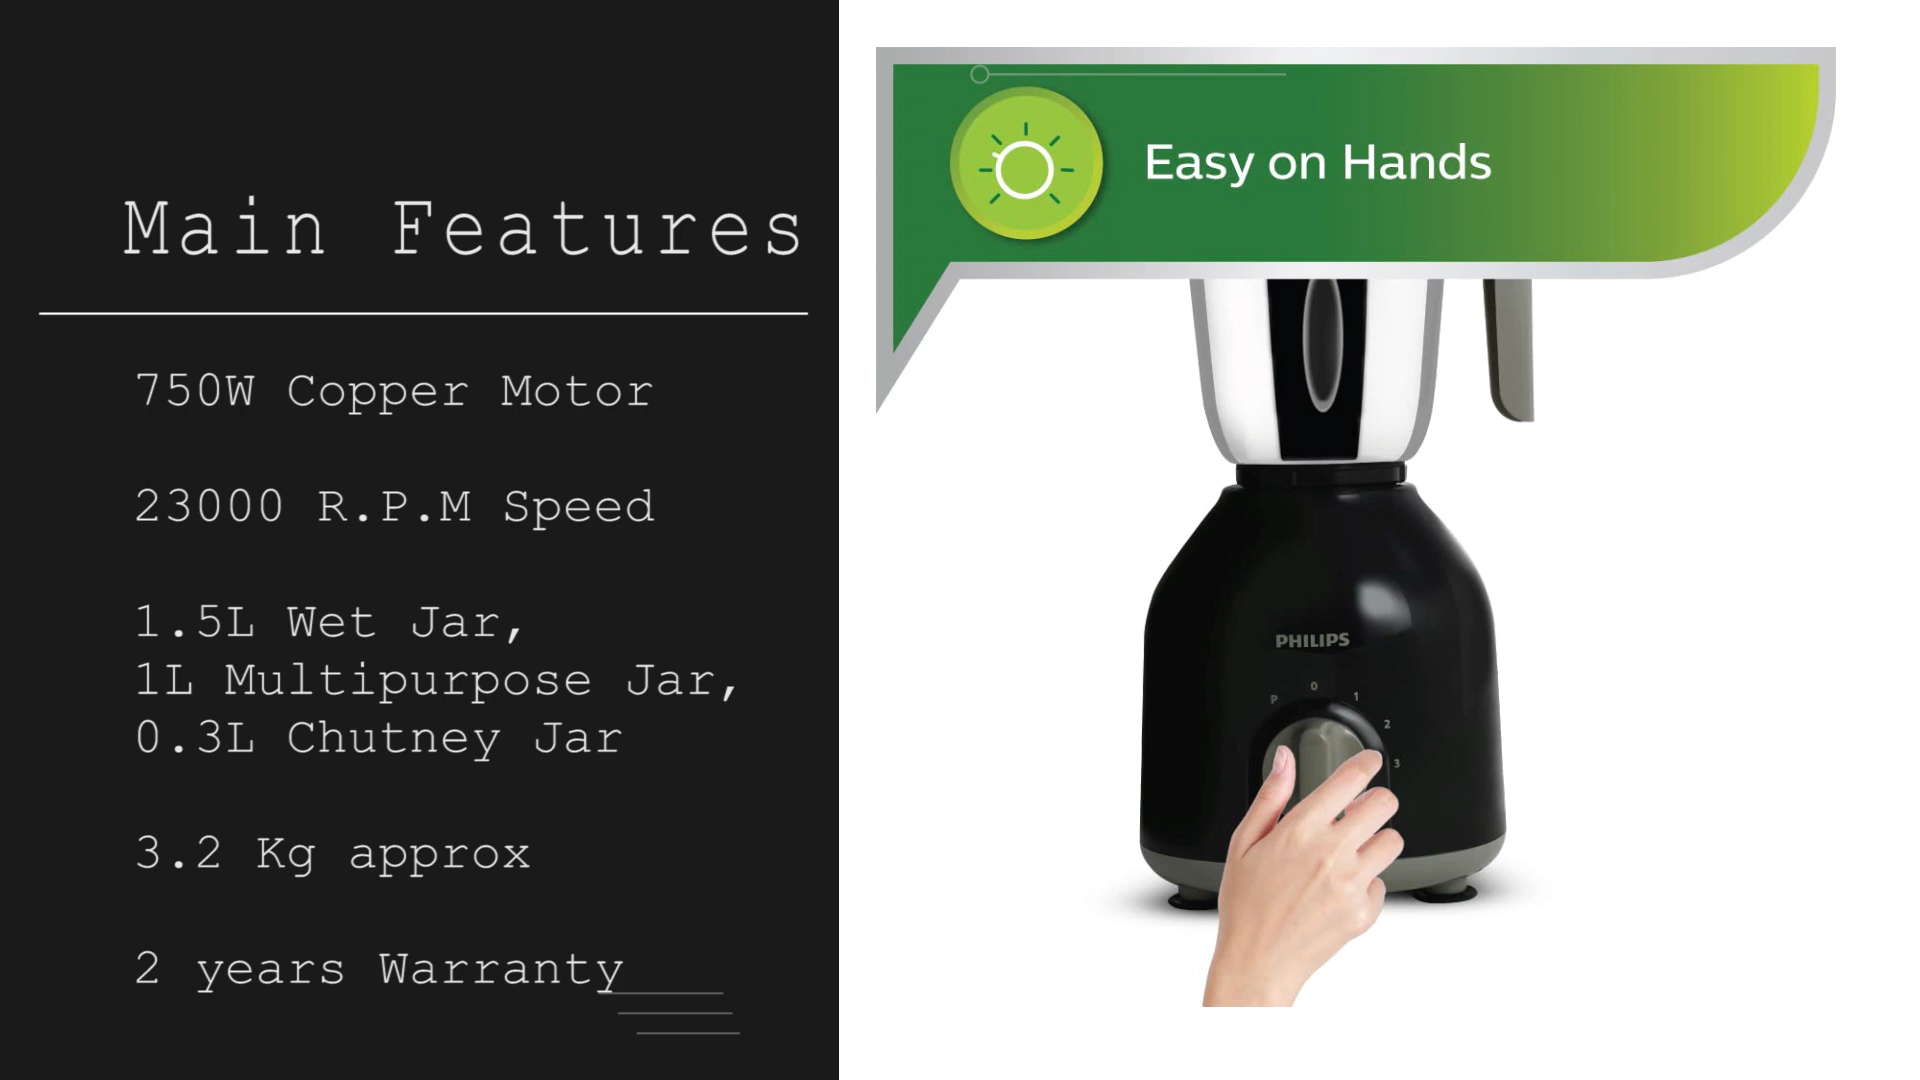 Main Features
750W Copper Motor
23000 R.P.M Speed
1.5L Wet Jar,
1L Multipurpose Jar,
0.3L Chutney Jar
3.2 Kg approx
2 years Warranty
Easy on Hands
PHILIPS
P 0 1 2 3